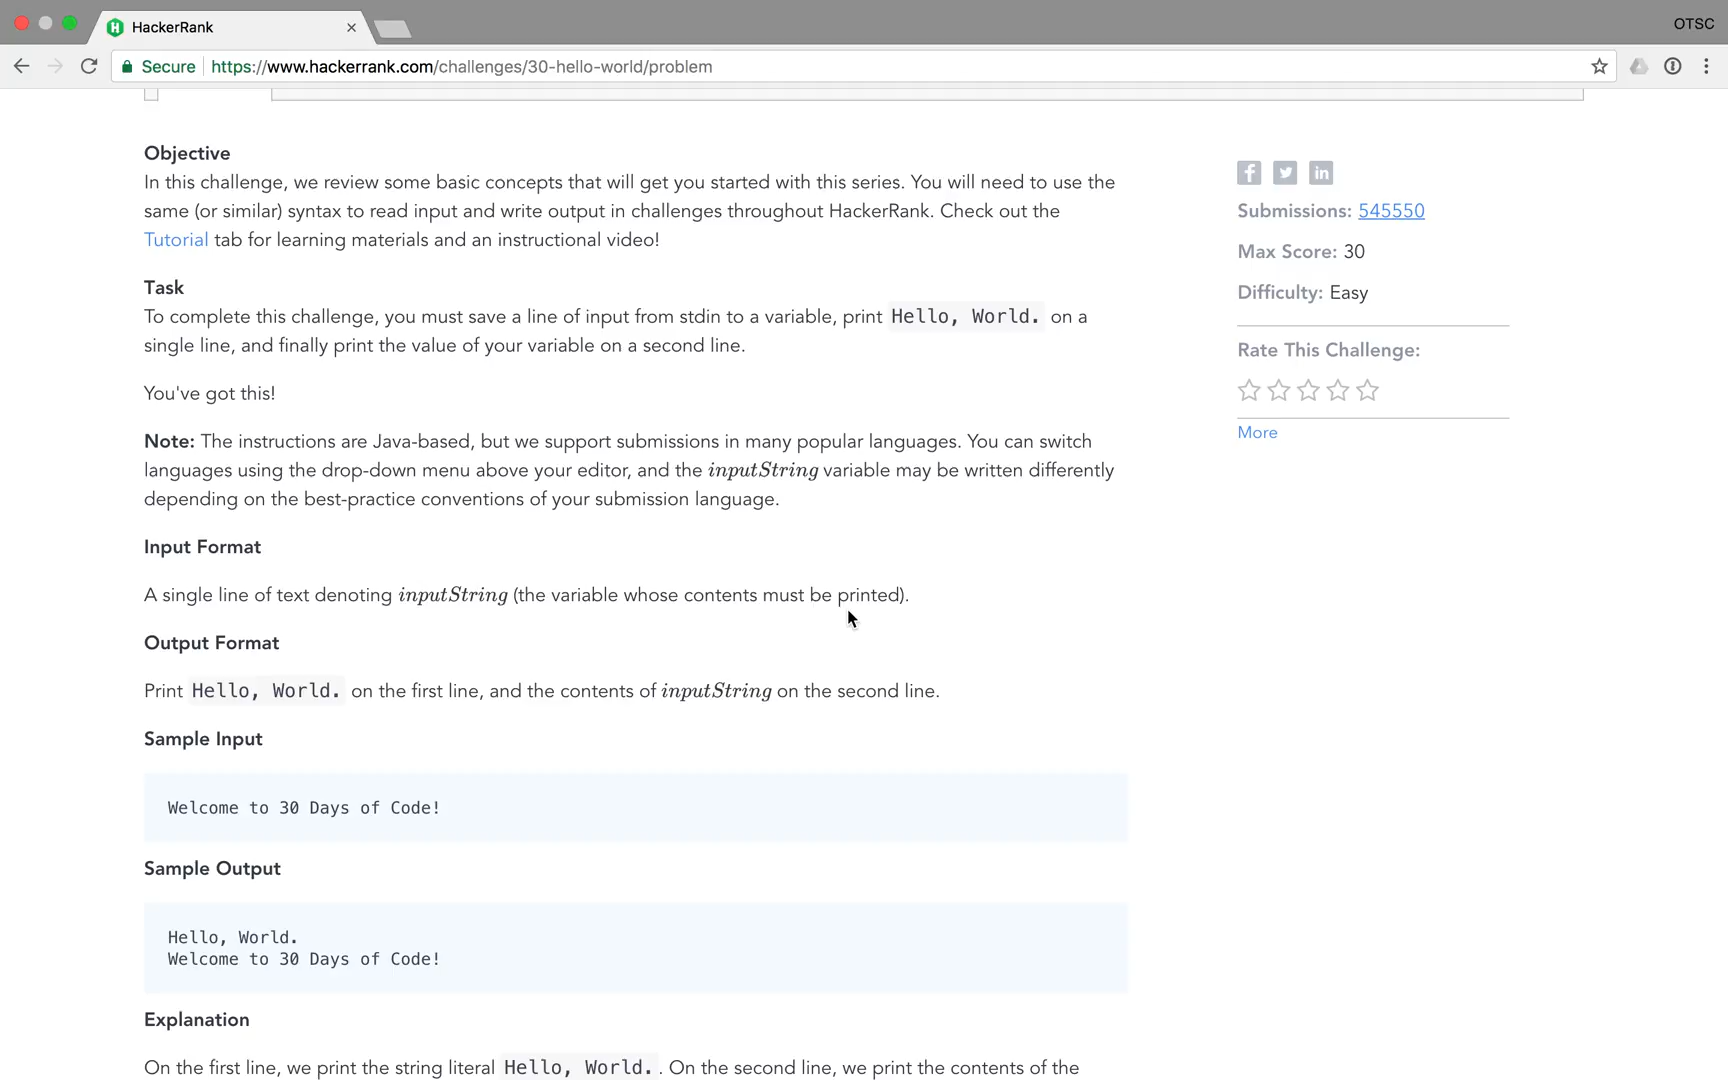 HackerRank
OTSC
Secure https://www.hackerrank.com/challenges/30-hello-world/problem
Objective
In this challenge, we review some basic concepts that will get you started with this series. You will need to use the
same (or similar) syntax to read input and write output in challenges throughout HackerRank. Check out the
Tutorial tab for learning materials and an instructional video!
Task
To complete this challenge, you must save a line of input from stdin to a variable, print Hello, World. on a
single line, and finally print the value of your variable on a second line.
You've got this!
Note: The instructions are Java-based, but we support submissions in many popular languages. You can switch
languages using the drop-down menu above your editor, and the inputString variable may be written differently
depending on the best-practice conventions of your submission language.
Input Format
A single line of text denoting inputString (the variable whose contents must be printed).
Output Format
Print Hello, World. on the first line, and the contents of inputString on the second line.
Sample Input
Welcome to 30 Days of Code!
Sample Output
Hello, World.
Welcome to 30 Days of Code!
Explanation
On the first line, we print the string literal Hello, World. . On the second line, we print the contents of the
Submissions: 545550
Max Score: 30
Difficulty: Easy
Rate This Challenge:
More